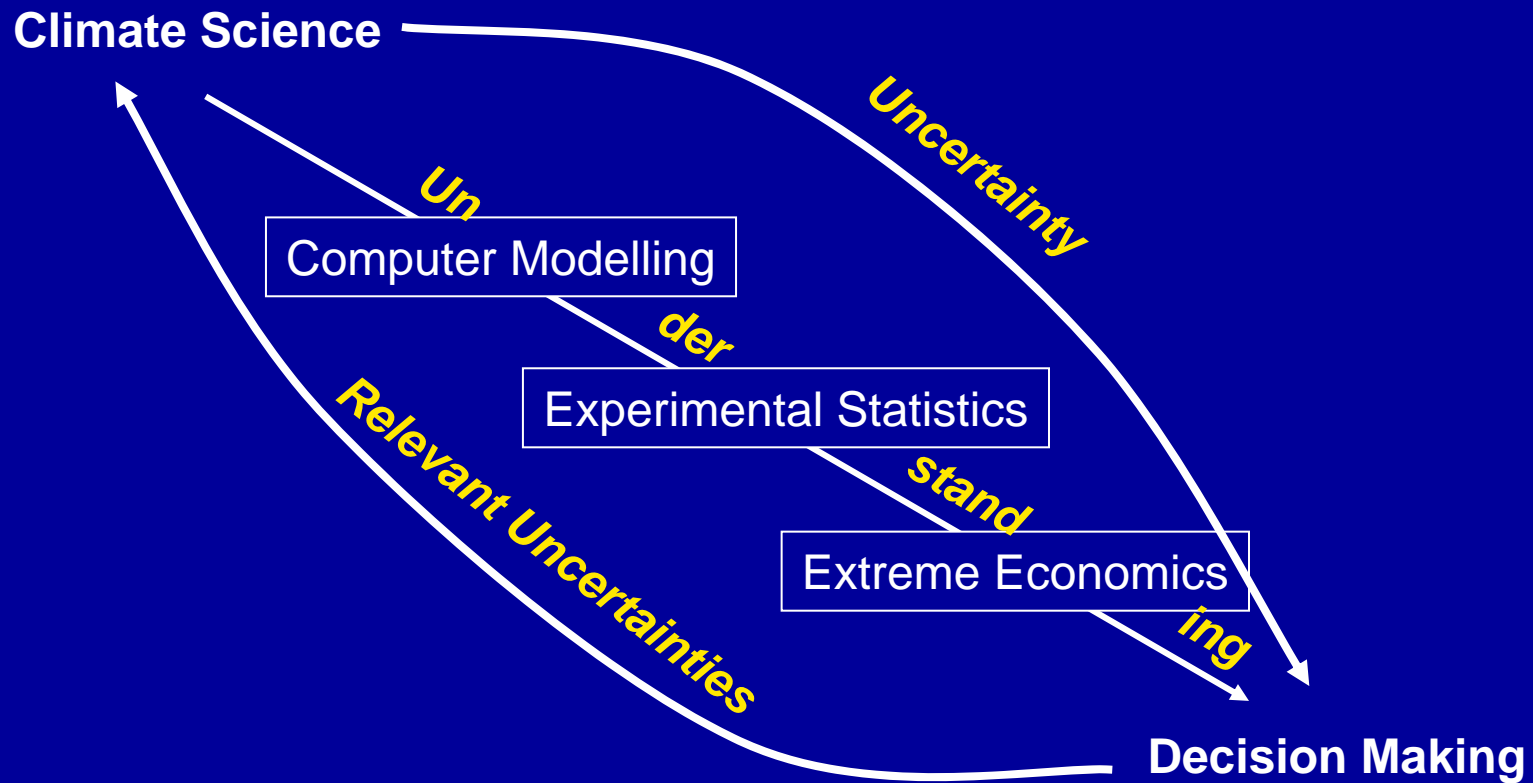 Climate Science
Uncertainty
Un
Computer Modelling
der
Experimental Statistics
Relevant Uncertainties
stand
Extreme Economics
ing
Decision Making